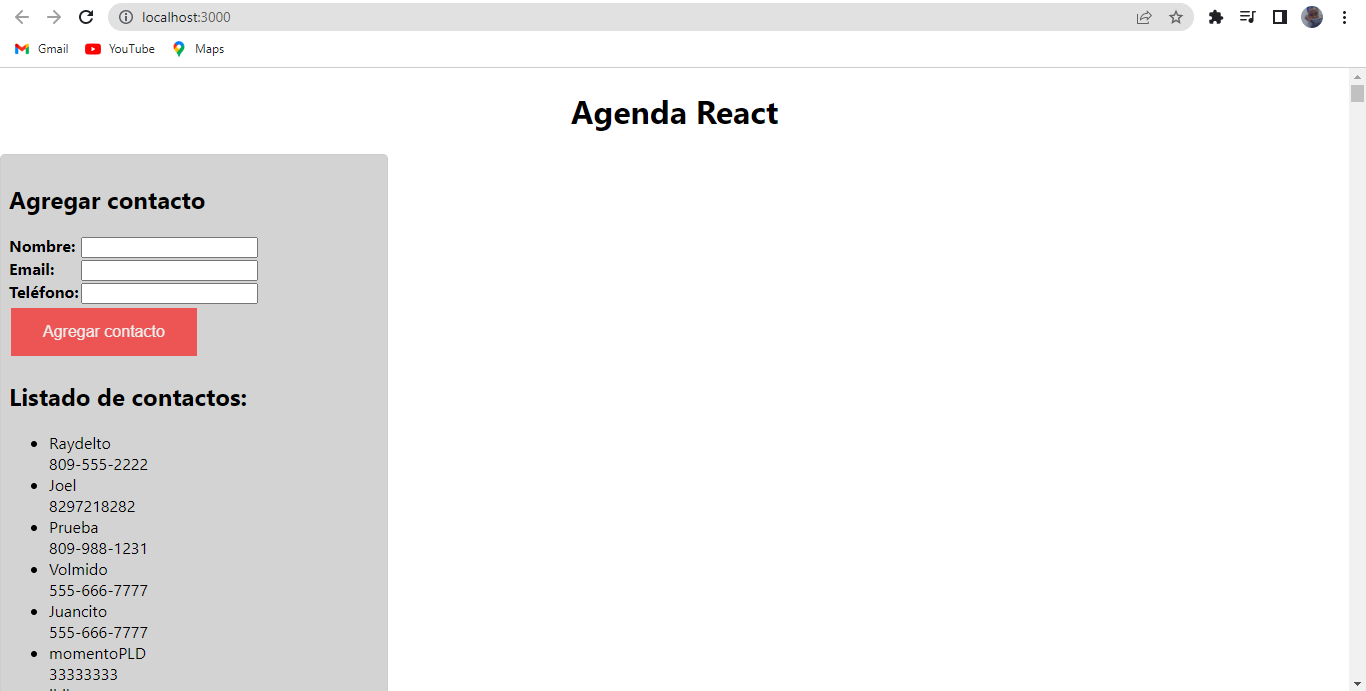 localhost:3000
Gmail YouTube Maps
Agenda React
Agregar contacto
Nombre:
Email:
Teléfono:
Agregar contacto
Listado de contactos:
Raydelto
809-555-2222
Joel
8297218282
Prueba
809-988-1231
Volmido
555-666-7777
Juancito
555-666-7777
momentoPLD
33333333